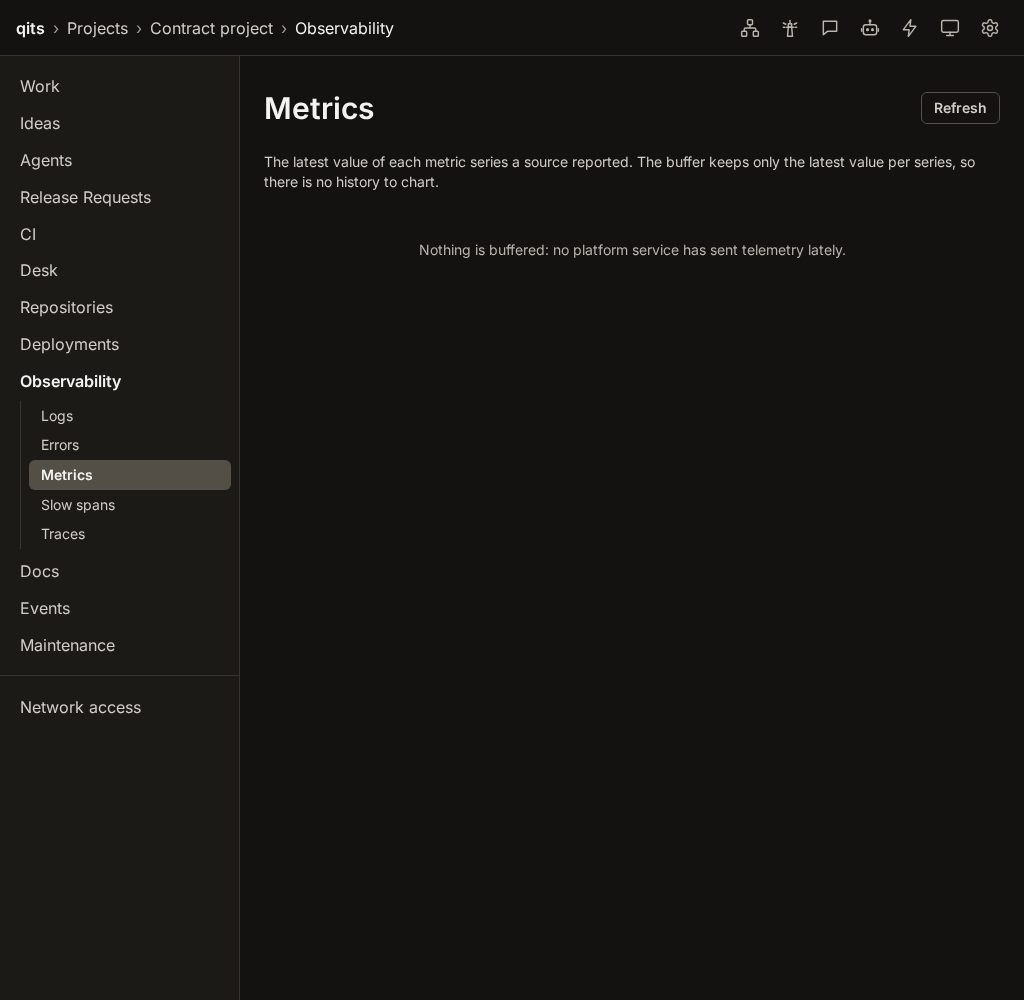 qits › Projects › Contract project › Observability
Work
Ideas
Agents
Release Requests
CI
Desk
Repositories
Deployments
Observability
Logs
Errors
Metrics
Slow spans
Traces
Docs
Events
Maintenance
Network access
Metrics
Refresh
The latest value of each metric series a source reported. The buffer keeps only the latest value per series, so
there is no history to chart.
Nothing is buffered: no platform service has sent telemetry lately.